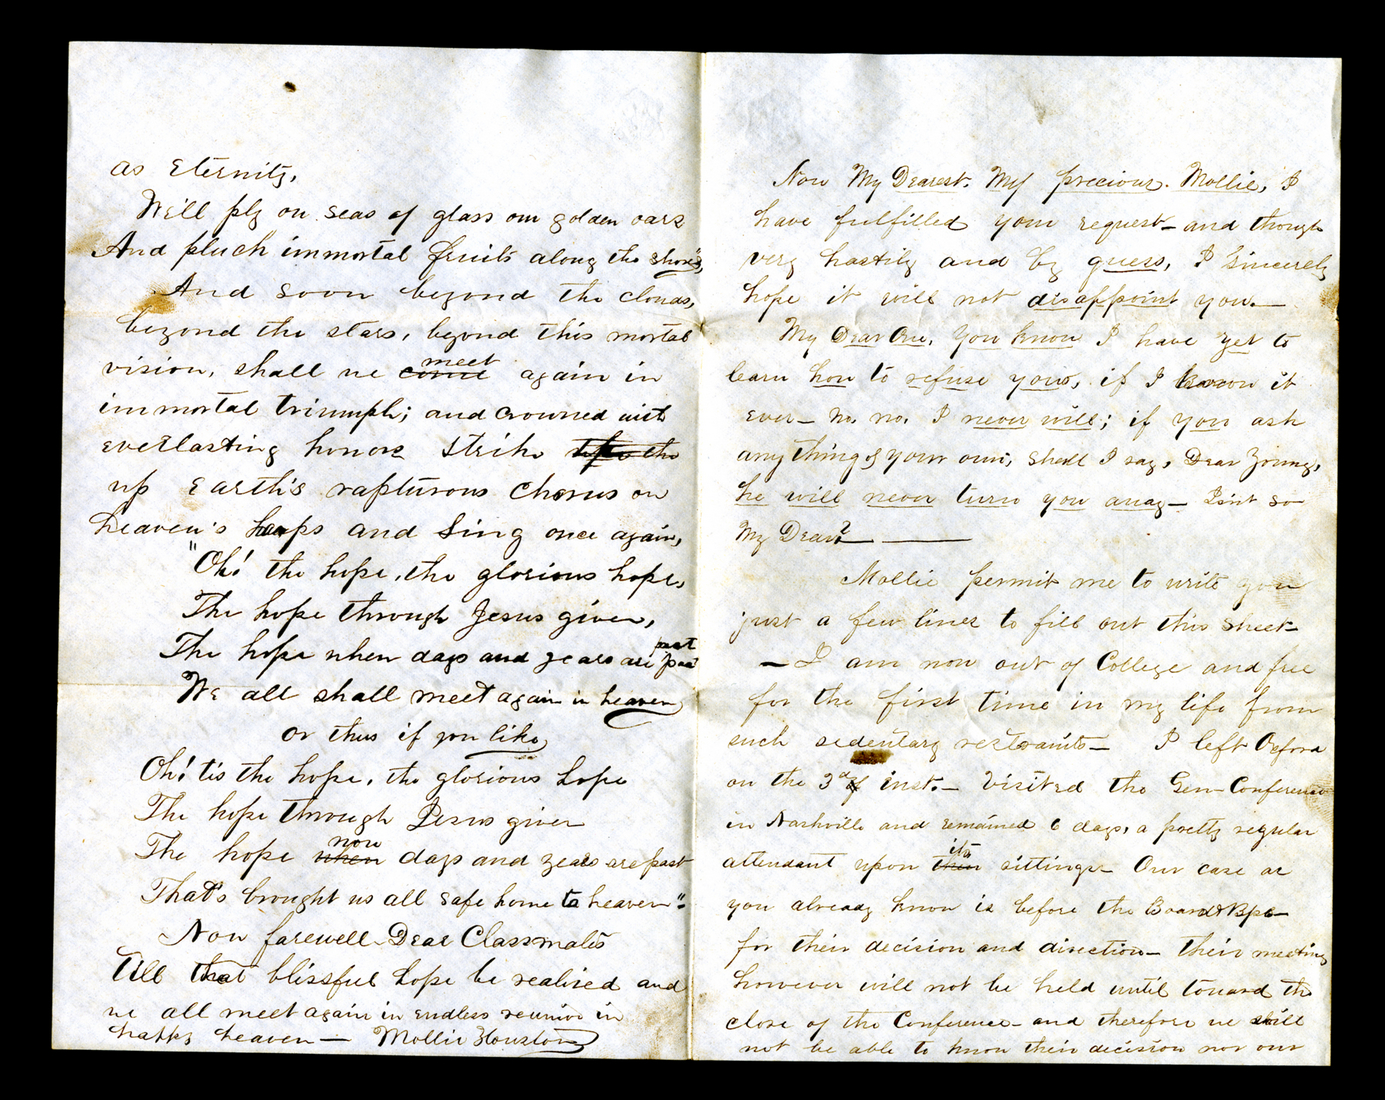 as Eternity,
We'll ply on seas of glass our golden oars
And pluck immortal fruits along the shores,"
And soon beyond the clouds,
beyond the stars, beyond this mortal
vision, shall we come meet again in
immortal triumph; and crowned with
everlasting honors strike the
up Earth's rapturous chorus on
heaven's harps and Sing once again,
"Oh! the hope, the glorious hope,
The hope through Jesus given,
The hope when days and years are past
We all shall meet again in heaven
Or thus if you like,
Oh! tis the hope, the glorious hope
The hope through Jesus given
The hope when now days and years are past
That's brought us all safe home to heaven"
Now farewell Dear Classmates
Till that blissful hope be realized and
we all meet again in endless reunion in
happy heaven — Mollie Houston
Now My Dearest. My precious. Mollie, I
have fulfilled your request - and though
very hastily and by guess, I sincerely
hope it will not disappoint you. —
My Dear One, You know I have yet to
learn how to refuse you, if I know it
ever - no, no, I never will; if you ask
any thing of your own, shall I say, Dear Young,
he will never turn you away - Isnt so
My Dear? —
Mollie permit me to write you
just a few lines to fill out this Sheet -
- I am now out of College and free
for the first time in my life from
such sedentary restraints - I left Oxford
on the 3rd of inst. - Visited the Gen - Conference
in Nashville and remained 6 days, a pretty regular
attendant upon its sittings - Our case as
you already know is before the Board & Bps -
for their decision and direction - their meeting
however will not be held until toward the
close of the Conference - and therefore we shall
not be able to know their decision nor our